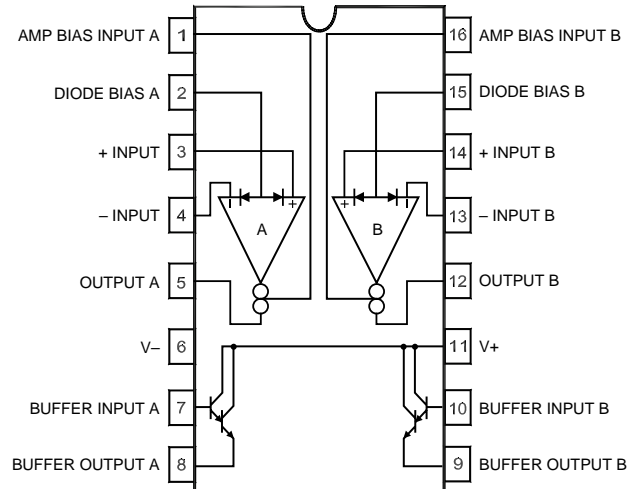 AMP BIAS INPUT A 1
16 AMP BIAS INPUT B
DIODE BIAS A 2
15 DIODE BIAS B
+ INPUT 3
14 + INPUT B
– INPUT 4
13 – INPUT B
– + A
+ – B
OUTPUT A 5
12 OUTPUT B
V– 6
11 V+
BUFFER INPUT A 7
10 BUFFER INPUT B
BUFFER OUTPUT A 8
9 BUFFER OUTPUT B